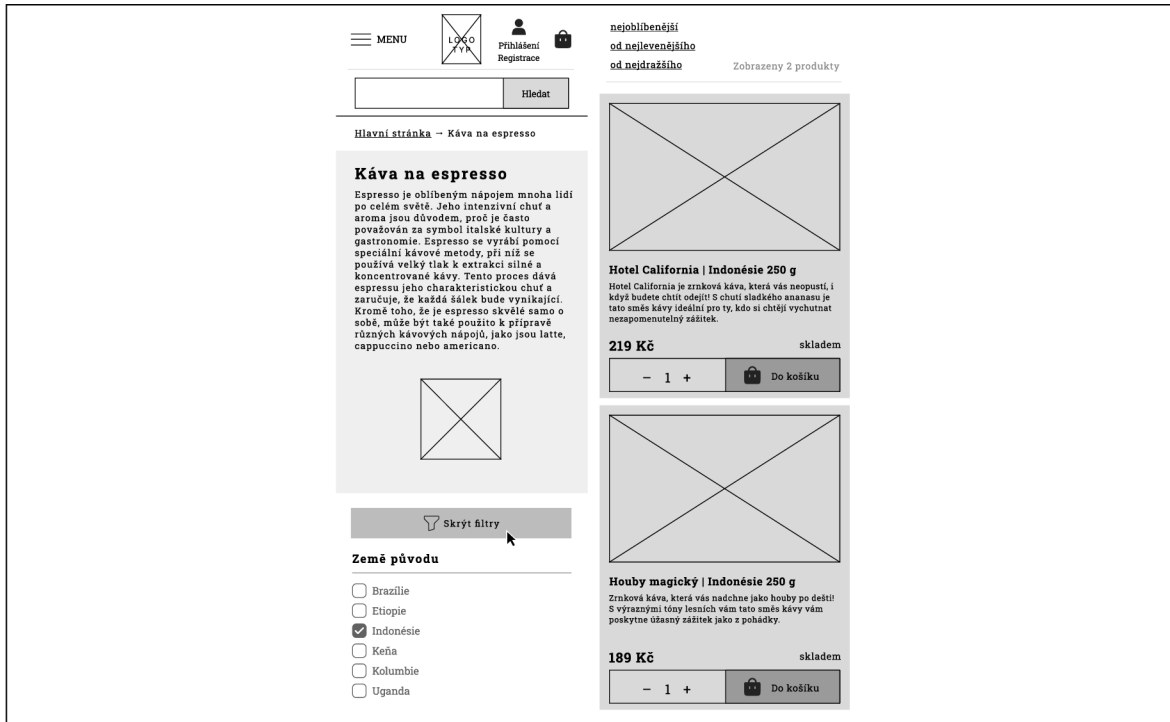 MENU
LOGO
TYP
Přihlášení
Registrace
Hledat
Hlavní stránka → Káva na espresso
Káva na espresso
Espresso je oblíbeným nápojem mnoha lidí
po celém světě. Jeho intenzivní chuť a
aroma jsou důvodem, proč je často
považován za symbol italské kultury a
gastronomie. Espresso se vyrábí pomocí
speciální kávové metody, při níž se
používá velký tlak k extrakci silné a
koncentrované kávy. Tento proces dává
espressu jeho charakteristickou chuť a
zaručuje, že každá šálek bude vynikající.
Kromě toho, že je espresso skvělé samo o
sobě, může být také použito k přípravě
různých kávových nápojů, jako jsou latte,
cappuccino nebo americano.
Skrýt filtry
Země původu
Brazílie
Etiopie
Indonésie
Keňa
Kolumbie
Uganda
nejoblíbenější
od nejlevenějšího
od nejdražšího
Zobrazeny 2 produkty
Hotel California | Indonésie 250 g
Hotel California je zrnková káva, která vás neopustí, i
když budete chtít odejít! S chutí sladkého ananasu je
tato směs kávy ideální pro ty, kdo si chtějí vychutnat
nezapomenutelný zážitek.
219 Kč skladem
− 1 + Do košíku
Houby magický | Indonésie 250 g
Zrnková káva, která vás nadchne jako houby po dešti!
S výraznými tóny lesních vám tato směs kávy vám
poskytne úžasný zážitek jako z pohádky.
189 Kč skladem
− 1 + Do košíku